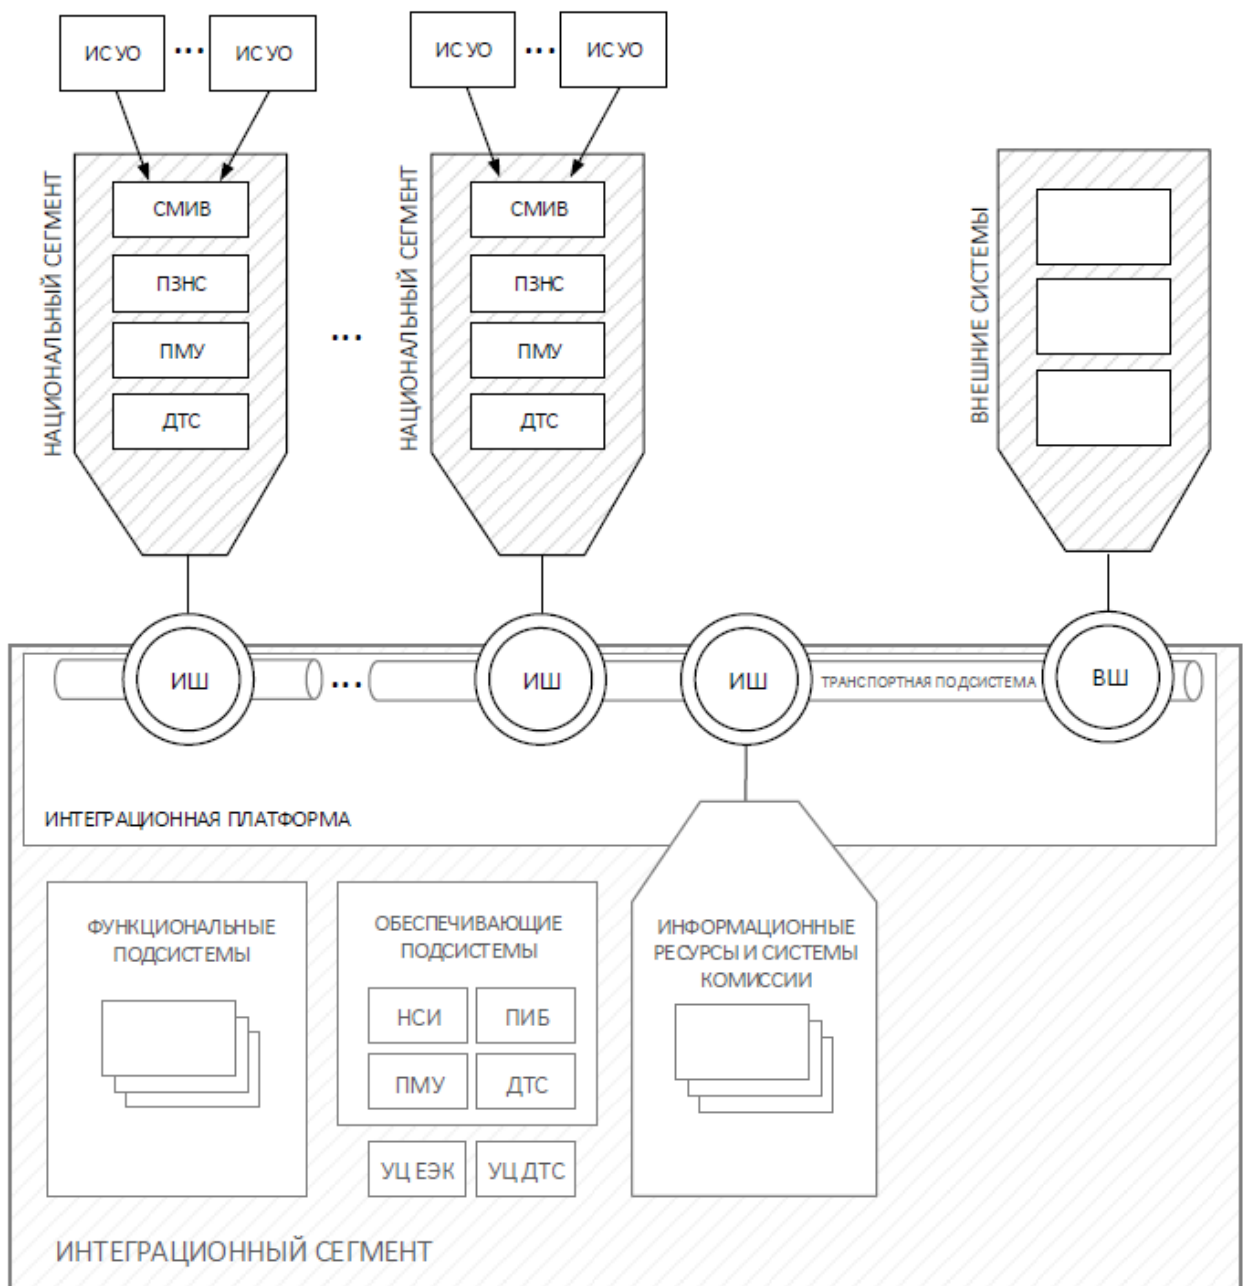 ИС УО ... ИС УО
ИС УО ... ИС УО
НАЦИОНАЛЬНЫЙ СЕГМЕНТ
СМИВ
ПЗНС
ПМУ
ДТС
...
НАЦИОНАЛЬНЫЙ СЕГМЕНТ
СМИВ
ПЗНС
ПМУ
ДТС
ВНЕШНИЕ СИСТЕМЫ
ИШ
...
ИШ
ИШ
ТРАНСПОРТНАЯ ПОДСИСТЕМА
ВШ
ИНТЕГРАЦИОННАЯ ПЛАТФОРМА
ФУНКЦИОНАЛЬНЫЕ
ПОДСИСТЕМЫ
ОБЕСПЕЧИВАЮЩИЕ
ПОДСИСТЕМЫ
НСИ
ПИБ
ПМУ
ДТС
УЦ ЕЭК
УЦ ДТС
ИНФОРМАЦИОННЫЕ
РЕСУРСЫ И СИСТЕМЫ
КОМИССИИ
ИНТЕГРАЦИОННЫЙ СЕГМЕНТ